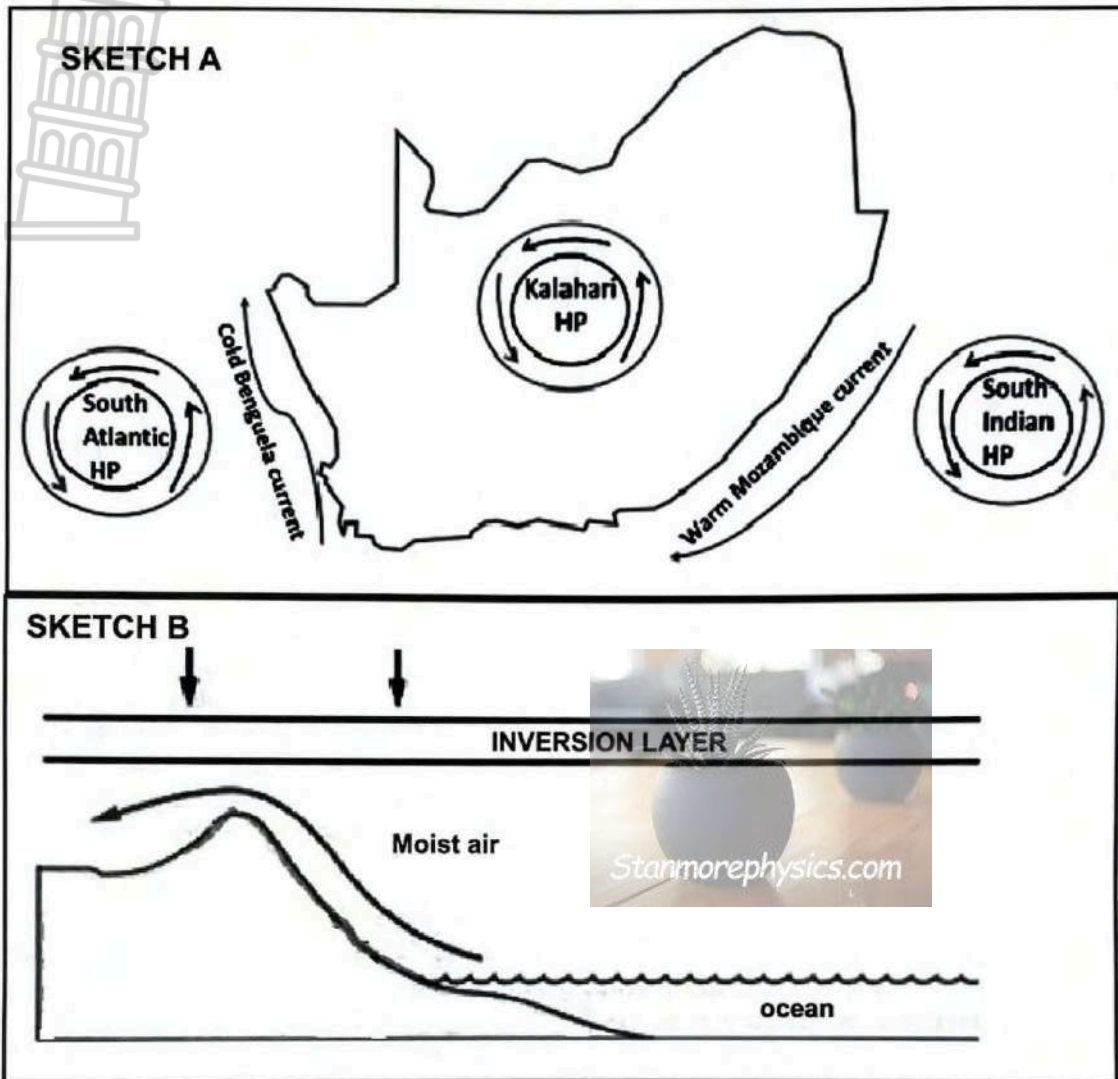 SKETCH A
Kalahari
HP
South
Atlantic
HP
Cold Benguela current
Warm Mozambique current
South
Indian
HP
SKETCH B
INVERSION LAYER
Moist air
Stanmorephysics.com
ocean